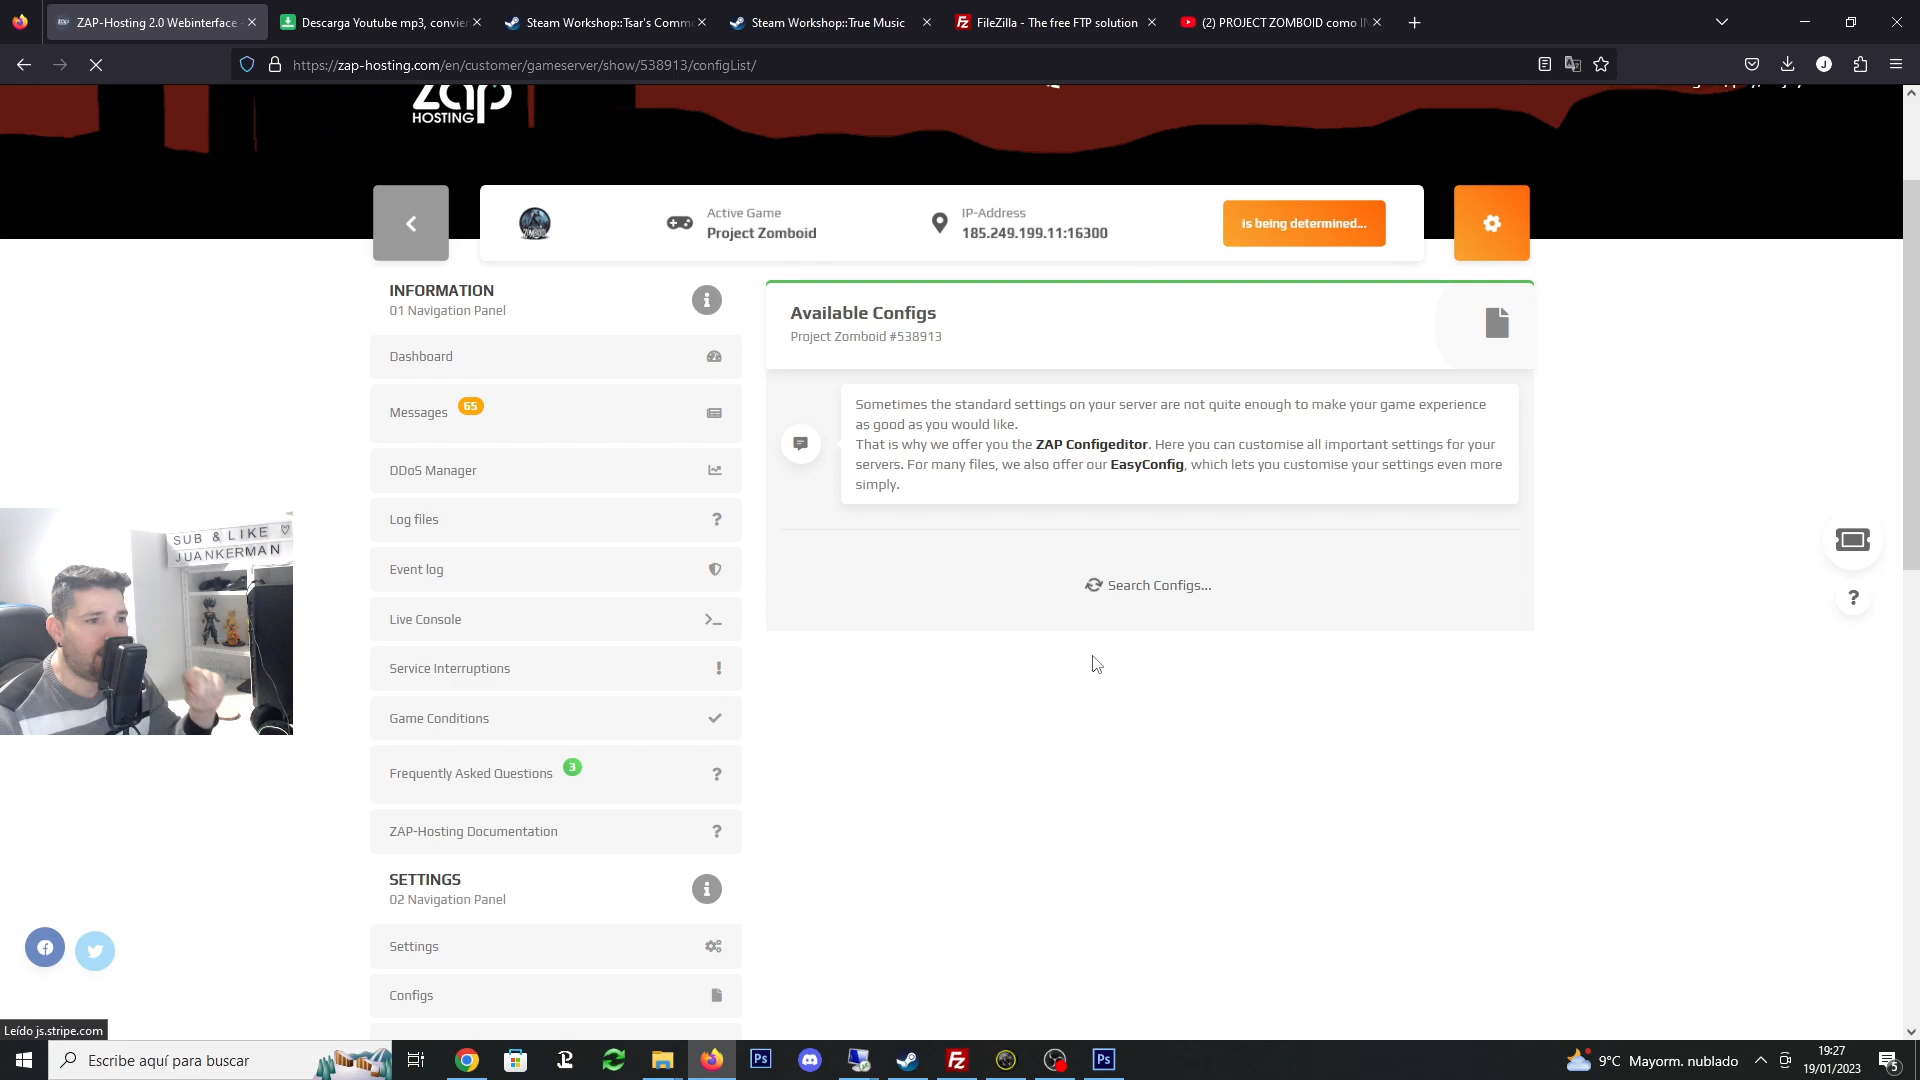 ZAP-Hosting 2.0 Webinterface -
Descarga Youtube mp3, convier
Steam Workshop::Tsar's Commo
Steam Workshop::True Music
FileZilla - The free FTP solution
(2) PROJECT ZOMBOID como IN
https://zap-hosting.com/en/customer/gameserver/show/538913/configList/
zap
HOSTING
Active Game
Project Zomboid
IP-Address
185.249.199.11:16300
is being determined...
INFORMATION
01 Navigation Panel
Dashboard
Messages 65
DDoS Manager
Log files
Event log
Live Console
Service Interruptions
Game Conditions
Frequently Asked Questions 3
ZAP-Hosting Documentation
SETTINGS
02 Navigation Panel
Settings
Configs
Available Configs
Project Zomboid #538913
Sometimes the standard settings on your server are not quite enough to make your game experience
as good as you would like.
That is why we offer you the ZAP Configeditor. Here you can customise all important settings for your
servers. For many files, we also offer our EasyConfig, which lets you customise your settings even more
simply.
Search Configs...
SUB & LIKE ♡
JUANKERMAN
Leído js.stripe.com
Escribe aquí para buscar
9°C Mayorm. nublado
19:27
19/01/2023
5